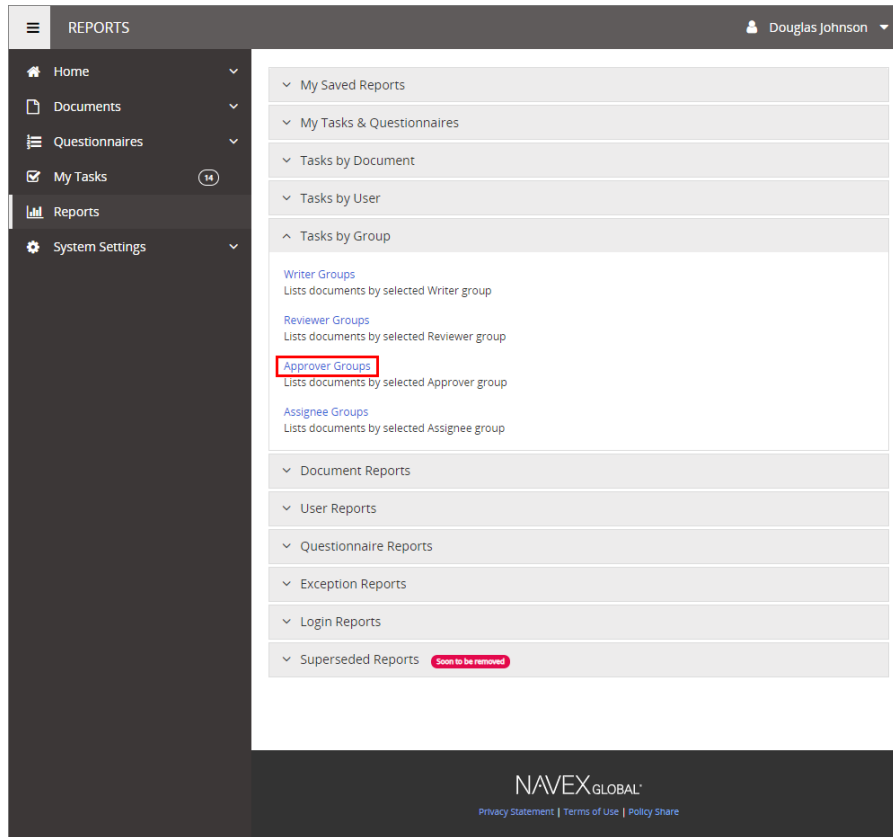 REPORTS
Douglas Johnson
Home
Documents
Questionnaires
My Tasks 14
Reports
System Settings
My Saved Reports
My Tasks & Questionnaires
Tasks by Document
Tasks by User
Tasks by Group
Writer Groups
Lists documents by selected Writer group
Reviewer Groups
Lists documents by selected Reviewer group
Approver Groups
Lists documents by selected Approver group
Assignee Groups
Lists documents by selected Assignee group
Document Reports
User Reports
Questionnaire Reports
Exception Reports
Login Reports
Superseded Reports Soon to be removed
NAVEX GLOBAL
Privacy Statement | Terms of Use | Policy Share